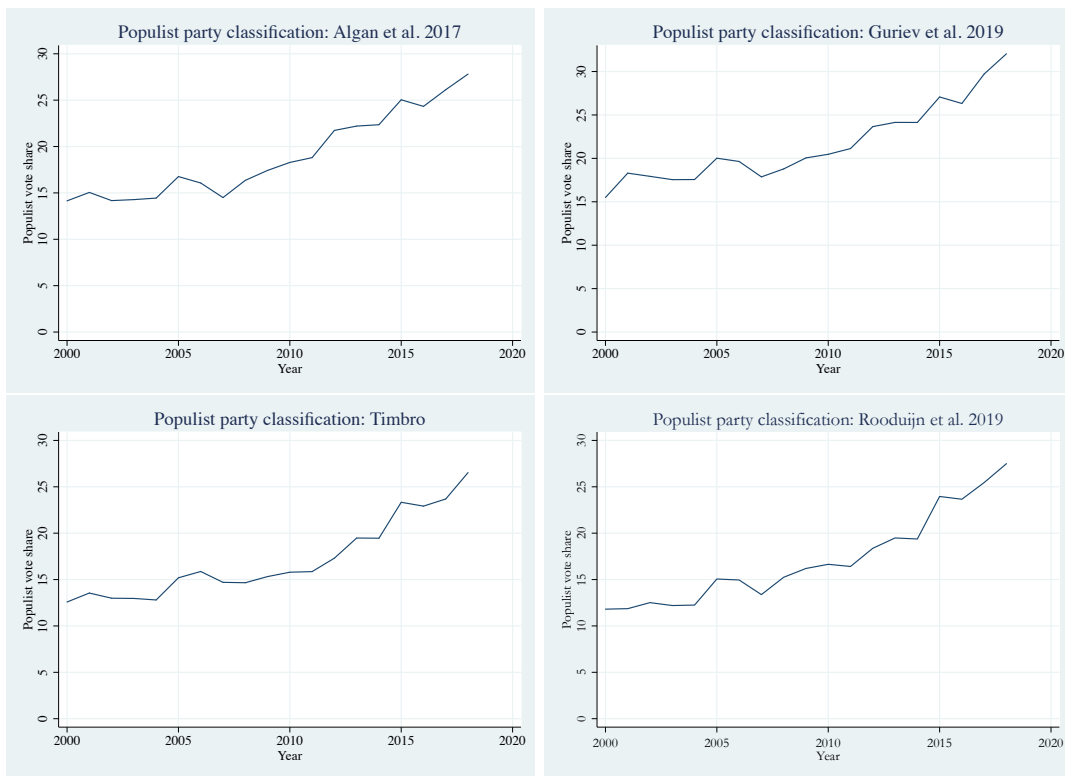 Populist party classification: Algan et al. 2017
Populist vote share
30
25
20
15
10
5
0
2000 2005 2010 2015 2020
Year
Populist party classification: Guriev et al. 2019
Populist vote share
30
25
20
15
10
5
0
2000 2005 2010 2015 2020
Year
Populist party classification: Timbro
Populist vote share
30
25
20
15
10
5
0
2000 2005 2010 2015 2020
Year
Populist party classification: Rooduijn et al. 2019
Populist vote share
30
25
20
15
10
5
0
2000 2005 2010 2015 2020
Year